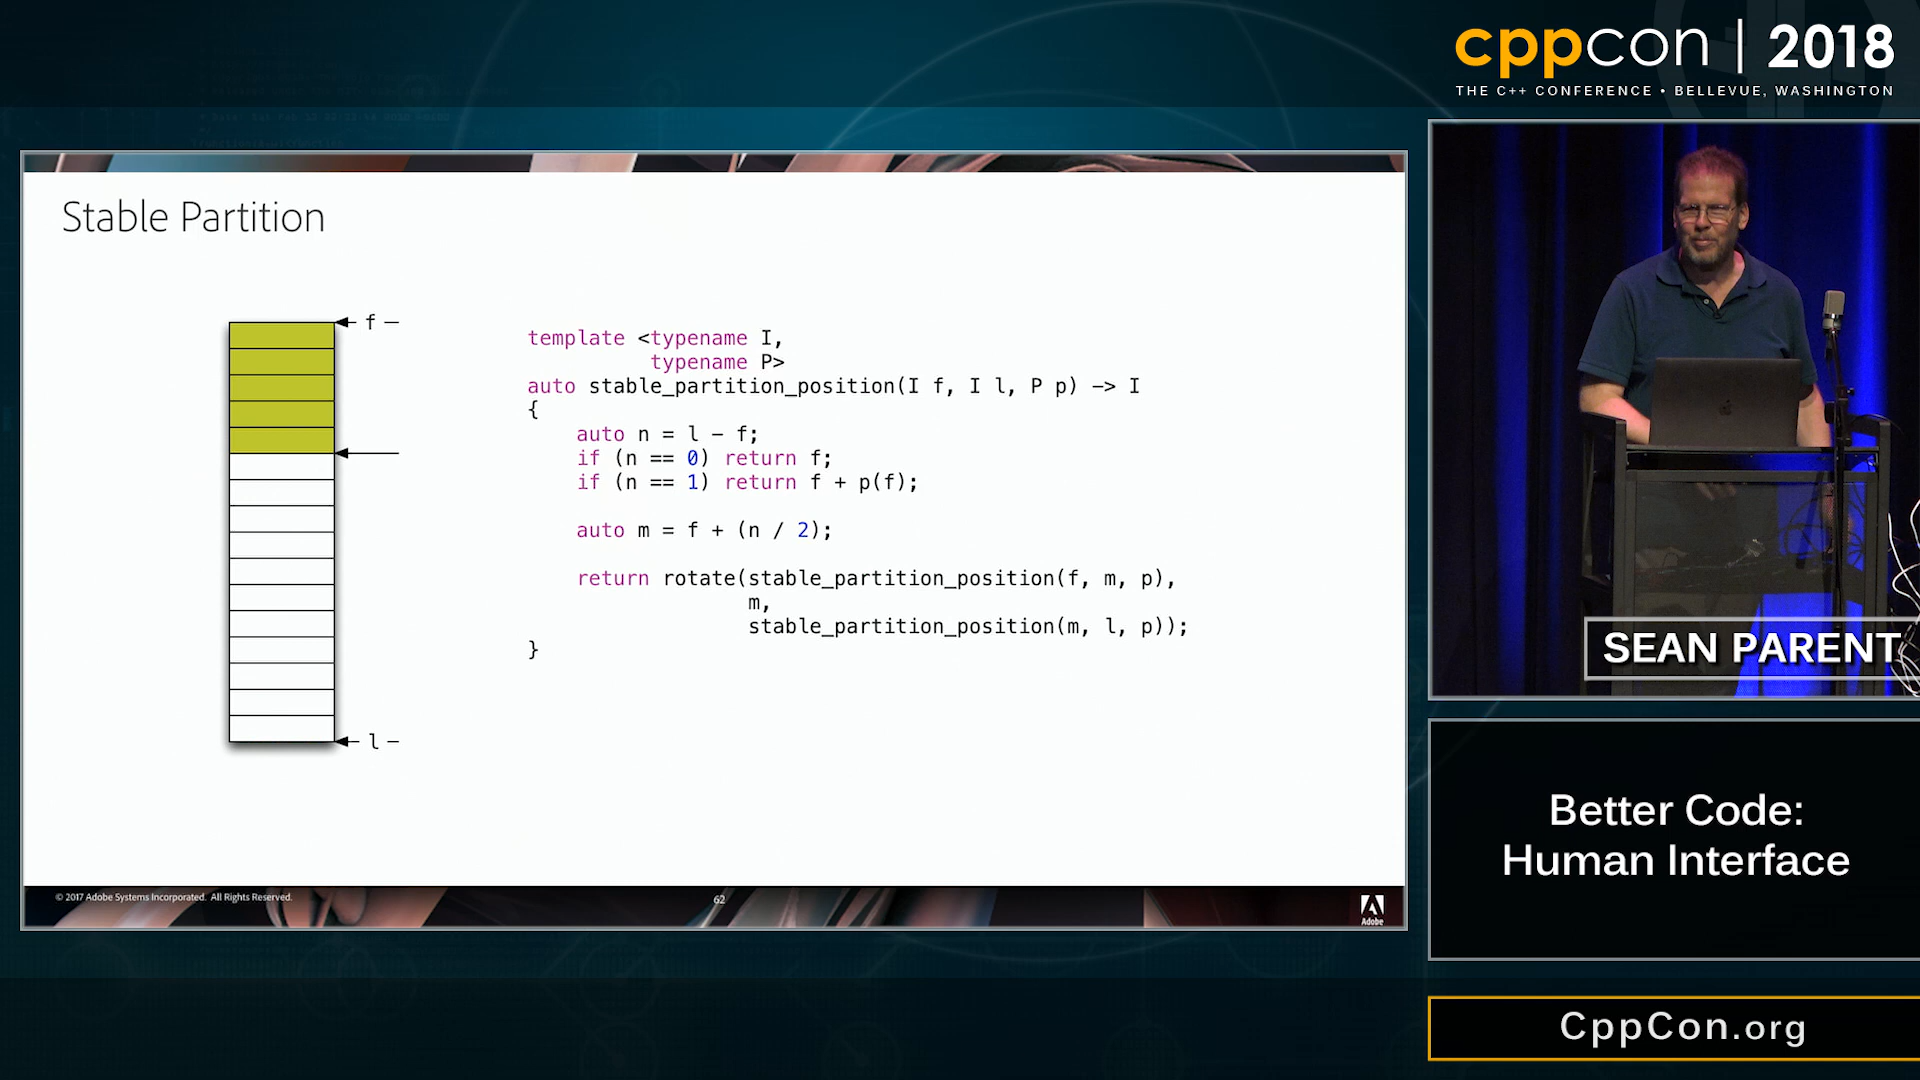 cppcon | 2018
THE C++ CONFERENCE • BELLEVUE, WASHINGTON
Stable Partition
f
l
template <typename I,
          typename P>
auto stable_partition_position(I f, I l, P p) -> I
{
    auto n = l - f;
    if (n == 0) return f;
    if (n == 1) return f + p(f);
    auto m = f + (n / 2);
    return rotate(stable_partition_position(f, m, p),
                  m,
                  stable_partition_position(m, l, p));
}
© 2017 Adobe Systems Incorporated. All Rights Reserved.
62
Adobe
SEAN PARENT
Better Code:
Human Interface
CppCon.org